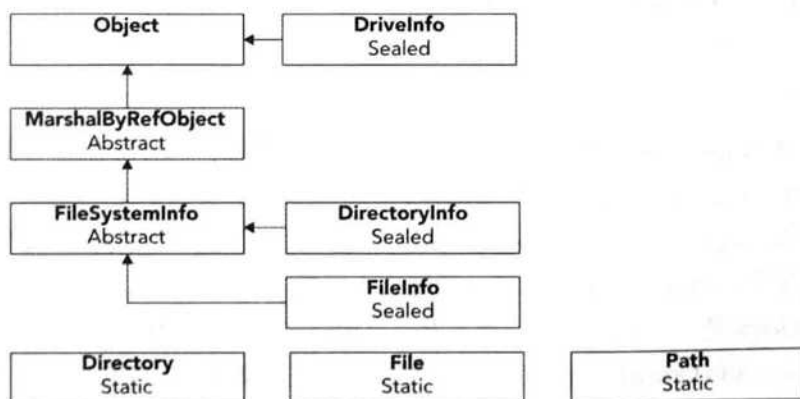 Object
DriveInfo
Sealed
MarshalByRefObject
Abstract
FileSystemInfo
Abstract
DirectoryInfo
Sealed
FileInfo
Sealed
Directory
Static
File
Static
Path
Static